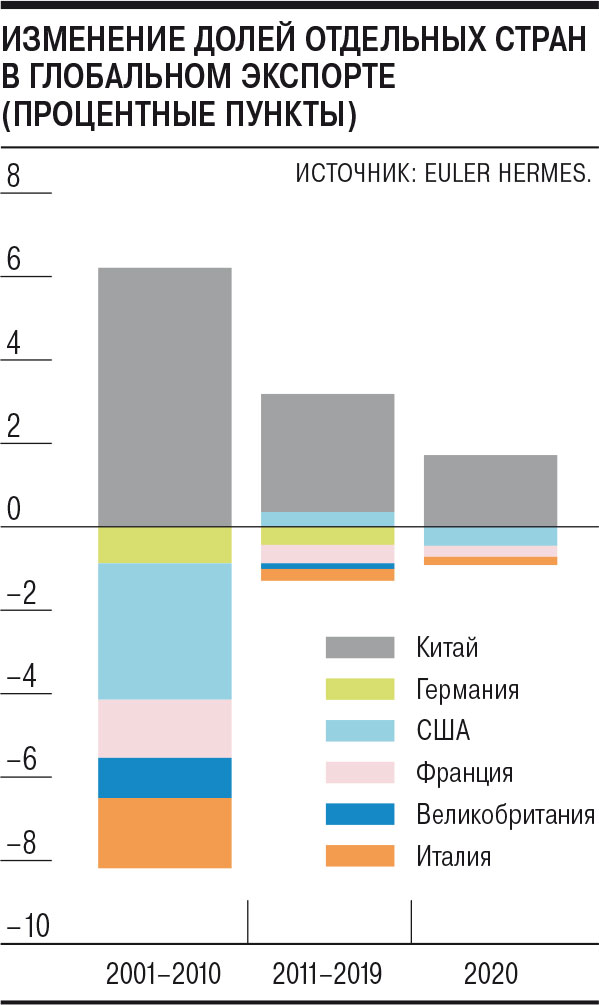 ИЗМЕНЕНИЕ ДОЛЕЙ ОТДЕЛЬНЫХ СТРАН
В ГЛОБАЛЬНОМ ЭКСПОРТЕ
(ПРОЦЕНТНЫЕ ПУНКТЫ)
ИСТОЧНИК: EULER HERMES.
8
6
4
2
0
−2
−4
−6
−8
−10
Китай
Германия
США
Франция
Великобритания
Италия
2001–2010
2011–2019
2020